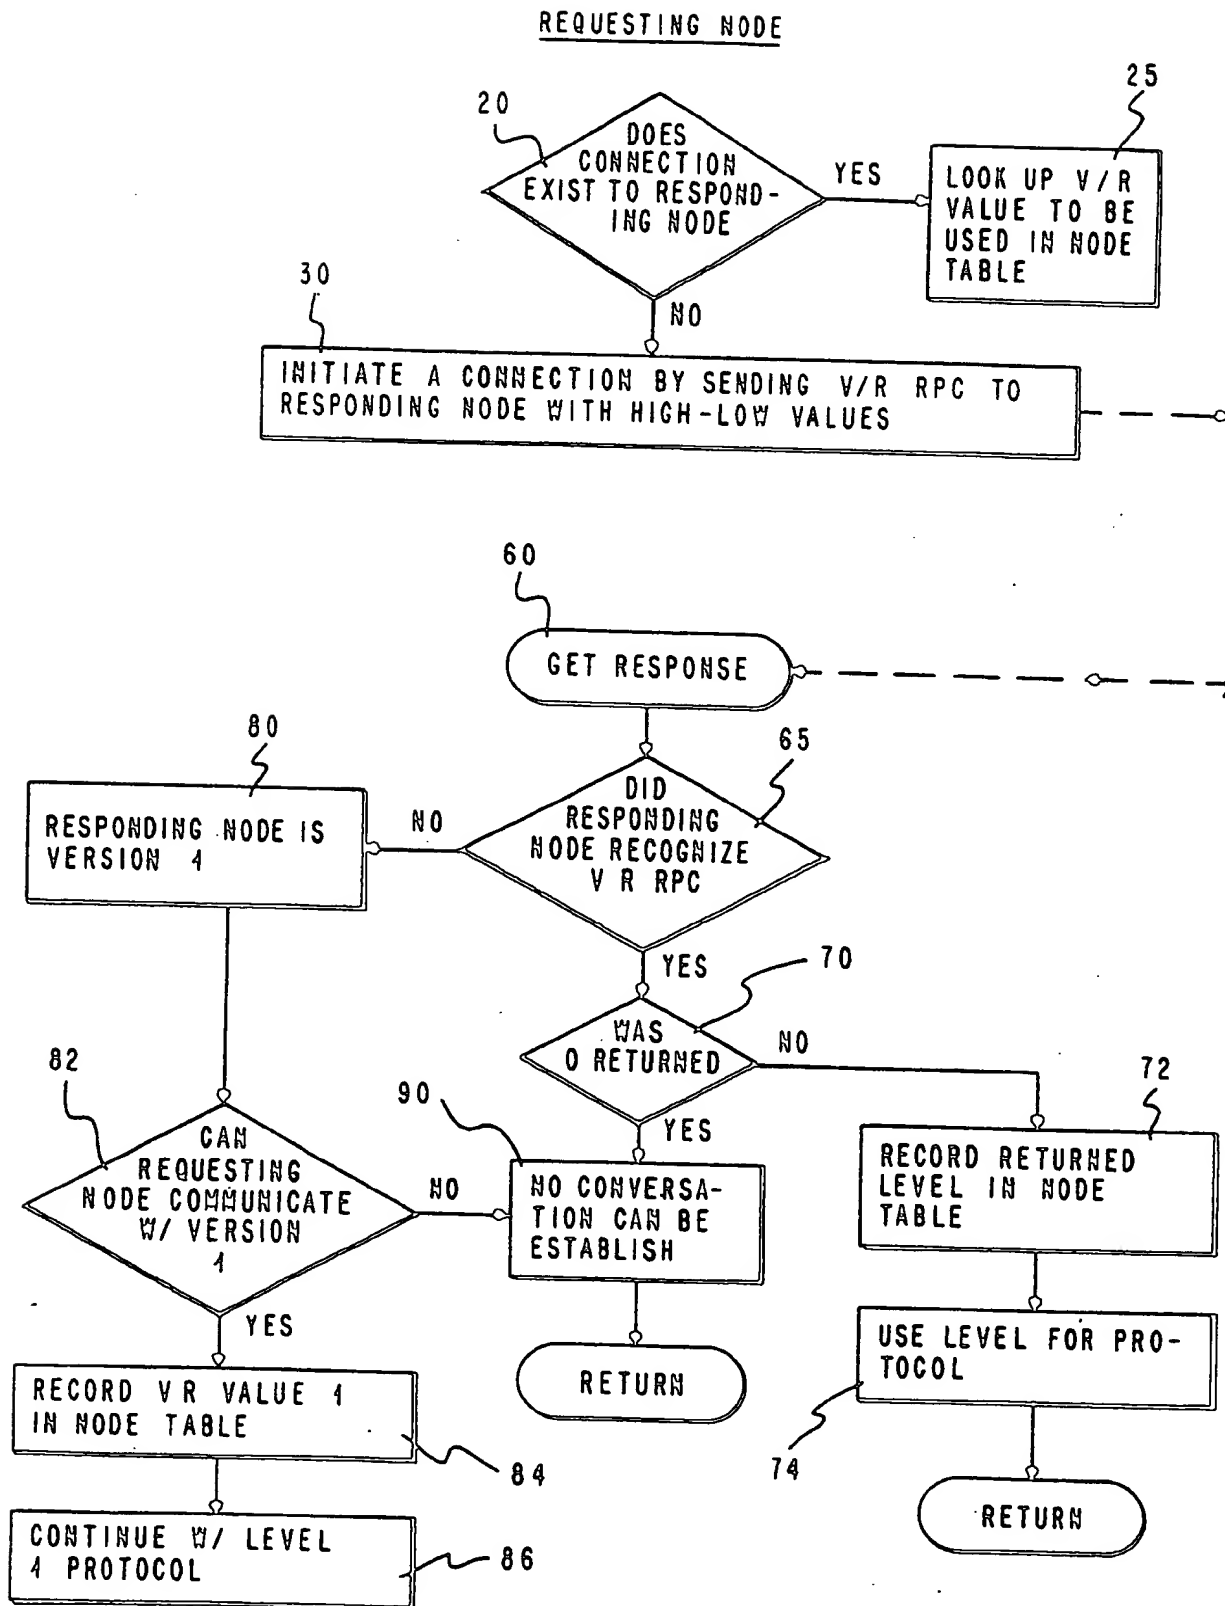 REQUESTING NODE
20
DOES
CONNECTION
EXIST TO RESPOND-
ING NODE
YES
25
LOOK UP V/R
VALUE TO BE
USED IN NODE
TABLE
NO
30
INITIATE A CONNECTION BY SENDING V/R RPC TO
RESPONDING NODE WITH HIGH-LOW VALUES
60
GET RESPONSE
65
DID
RESPONDING
NODE RECOGNIZE
V R RPC
NO
80
RESPONDING NODE IS
VERSION 1
YES
70
WAS
0 RETURNED
NO
72
RECORD RETURNED
LEVEL IN NODE
TABLE
YES
82
CAN
REQUESTING
NODE COMMUNICATE
W/ VERSION
1
NO
90
NO CONVERSA-
TION CAN BE
ESTABLISH
YES
USE LEVEL FOR PRO-
TOCOL
74
RETURN
RECORD VR VALUE 1
IN NODE TABLE
84
RETURN
CONTINUE W/ LEVEL
1 PROTOCOL
86